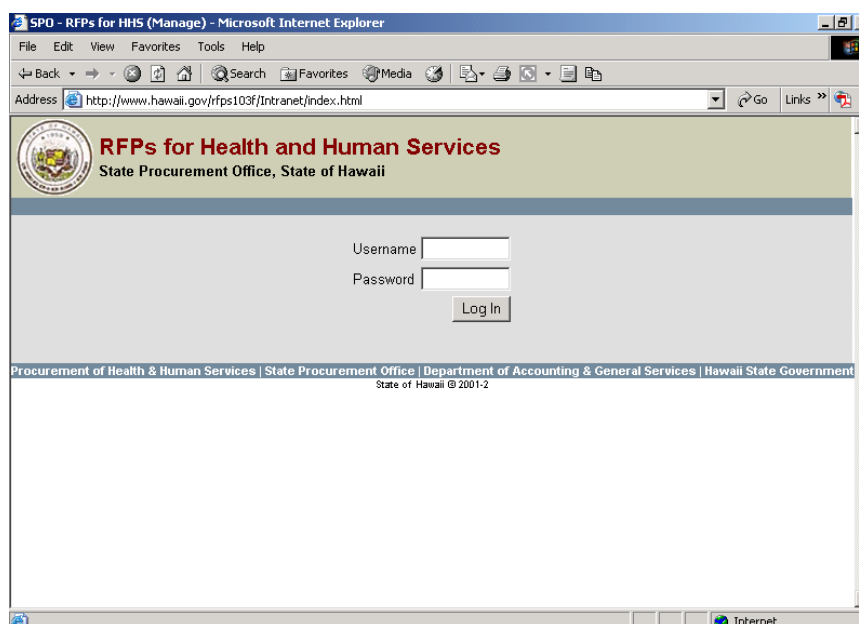 SPO - RFPs for HHS (Manage) - Microsoft Internet Explorer
File Edit View Favorites Tools Help
Back Search Favorites Media
Address http://www.hawaii.gov/rfps103f/Intranet/index.html Go Links »
RFPs for Health and Human Services
State Procurement Office, State of Hawaii
Username
Password
Log In
Procurement of Health & Human Services | State Procurement Office | Department of Accounting & General Services | Hawaii State Government
State of Hawaii © 2001-2
Internet